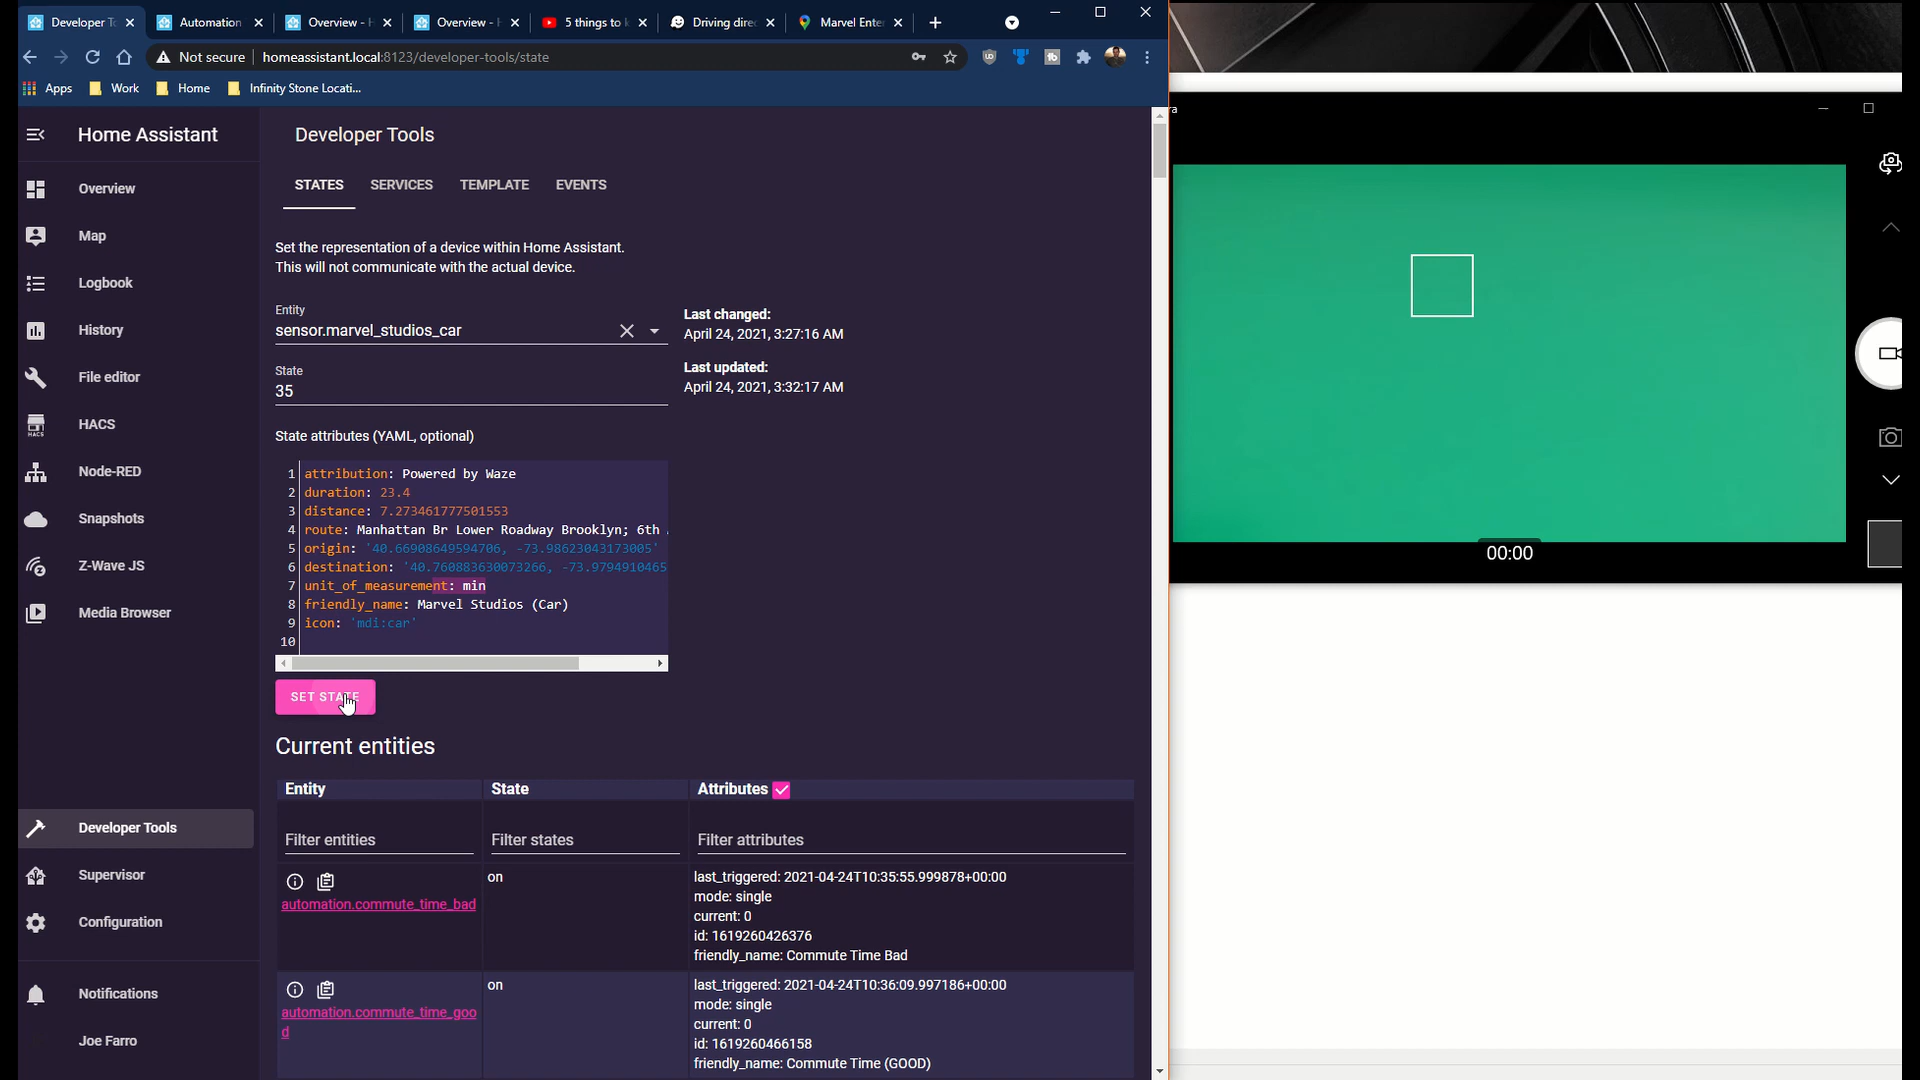 Developer To
Automation
Overview - H
Overview - H
5 things to k
Driving direc
Marvel Enter
Not secure
homeassistant.local:8123/developer-tools/state
Apps
Work
Home
Infinity Stone Locati...
Home Assistant
Overview
Map
Logbook
History
File editor
HACS
Node-RED
Snapshots
Z-Wave JS
Media Browser
Developer Tools
Supervisor
Configuration
Notifications
Joe Farro
Developer Tools
STATES
SERVICES
TEMPLATE
EVENTS
Set the representation of a device within Home Assistant.
This will not communicate with the actual device.
Entity
sensor.marvel_studios_car
State
35
Last changed:
April 24, 2021, 3:27:16 AM
Last updated:
April 24, 2021, 3:32:17 AM
State attributes (YAML, optional)
1 attribution: Powered by Waze
2 duration: 23.4
3 distance: 7.273461777501553
4 route: Manhattan Br Lower Roadway Brooklyn; 6th
5 origin: '40.66908649594706, -73.98623043173005'
6 destination: '40.760883630073266, -73.9794910465
7 unit_of_measurement: min
8 friendly_name: Marvel Studios (Car)
9 icon: 'mdi:car'
10
SET STATE
Current entities
Entity
State
Attributes
Filter entities
Filter states
Filter attributes
automation.commute_time_bad
on
last_triggered: 2021-04-24T10:35:55.999878+00:00
mode: single
current: 0
id: 1619260426376
friendly_name: Commute Time Bad
automation.commute_time_goo
d
on
last_triggered: 2021-04-24T10:36:09.997186+00:00
mode: single
current: 0
id: 1619260466158
friendly_name: Commute Time (GOOD)
ra
00:00